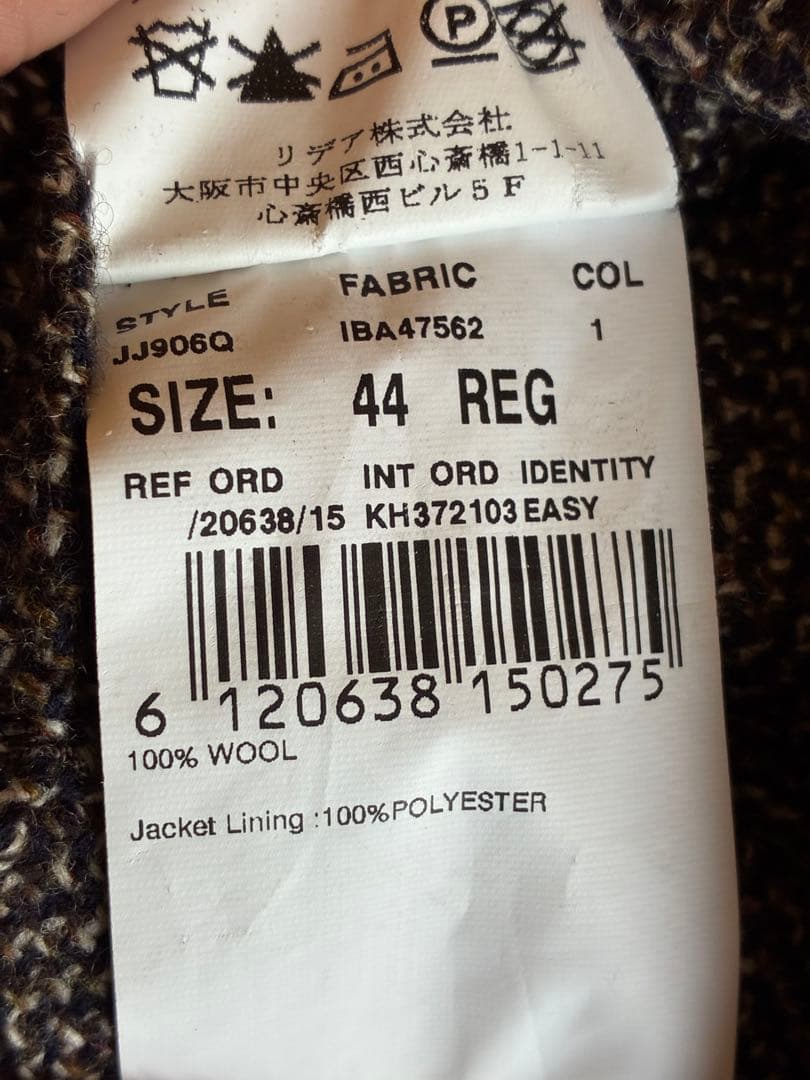 P
リデア株式会社
大阪市中央区西心斎橋1-1-11
心斎橋西ビル5F
STYLE FABRIC COL
JJ906Q IBA47562 1
SIZE: 44 REG
REF ORD INT ORD IDENTITY
/20638/15 KH372103 EASY
6 120638 150275
100% WOOL
Jacket Lining :100%POLYESTER